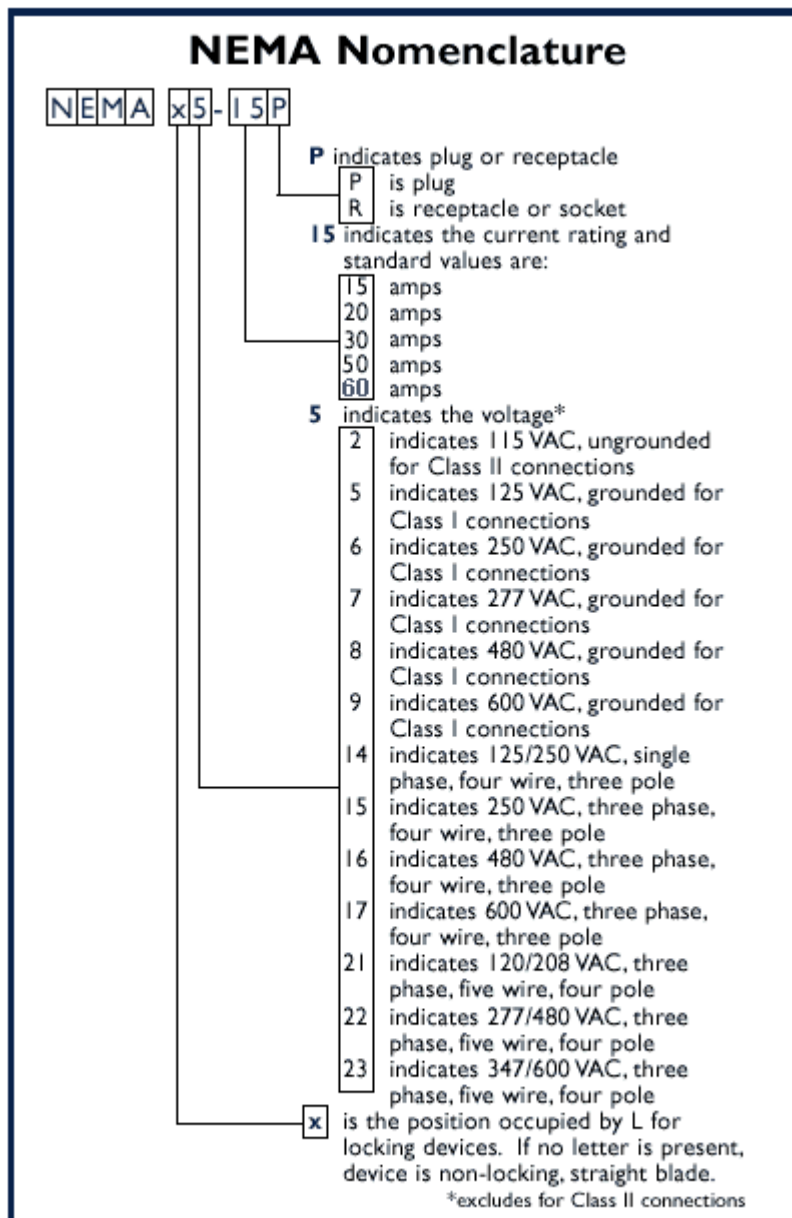 NEMA Nomenclature
NEMA x5-15P
P indicates plug or receptacle
P is plug
R is receptacle or socket
15 indicates the current rating and
standard values are:
15 amps
20 amps
30 amps
50 amps
60 amps
5 indicates the voltage*
2 indicates 115 VAC, ungrounded
for Class II connections
5 indicates 125 VAC, grounded for
Class I connections
6 indicates 250 VAC, grounded for
Class I connections
7 indicates 277 VAC, grounded for
Class I connections
8 indicates 480 VAC, grounded for
Class I connections
9 indicates 600 VAC, grounded for
Class I connections
14 indicates 125/250 VAC, single
phase, four wire, three pole
15 indicates 250 VAC, three phase,
four wire, three pole
16 indicates 480 VAC, three phase,
four wire, three pole
17 indicates 600 VAC, three phase,
four wire, three pole
21 indicates 120/208 VAC, three
phase, five wire, four pole
22 indicates 277/480 VAC, three
phase, five wire, four pole
23 indicates 347/600 VAC, three
phase, five wire, four pole
x is the position occupied by L for
locking devices. If no letter is present,
device is non-locking, straight blade.
*excludes for Class II connections